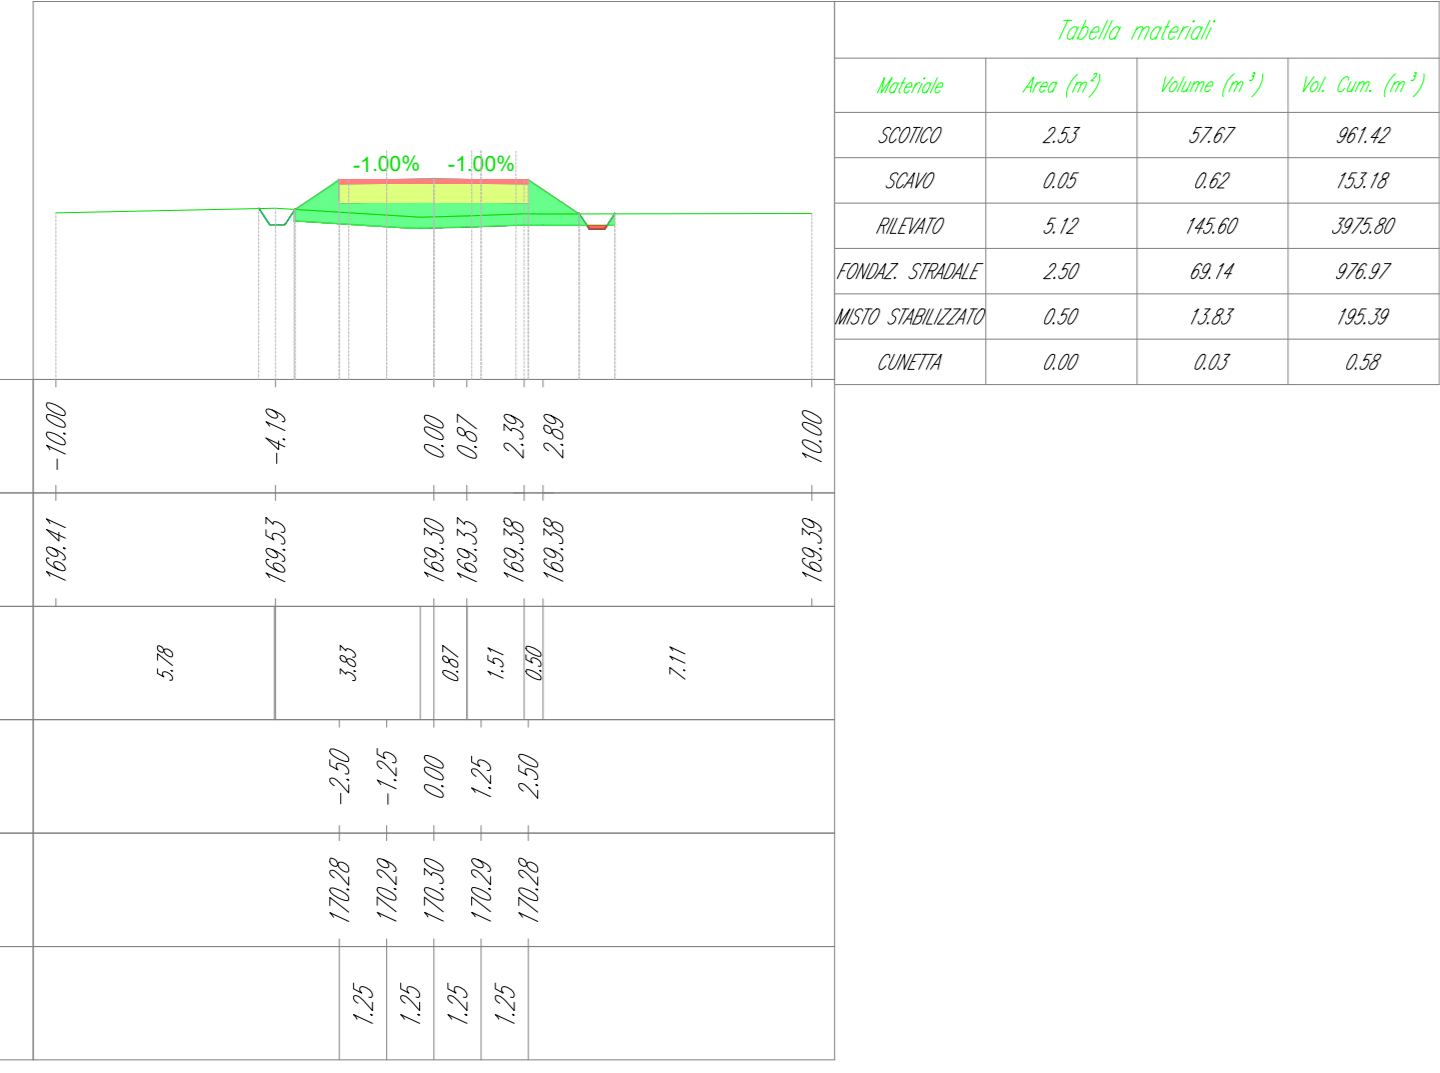 Tabella materiali
Materiale Area (m²) Volume (m³) Vol. Cum. (m³)
SCOTICO 2.53 57.67 961.42
SCAVO 0.05 0.62 153.18
RILEVATO 5.12 145.60 3975.80
FONDAZ. STRADALE 2.50 69.14 976.97
MISTO STABILIZZATO 0.50 13.83 195.39
CUNETTA 0.00 0.03 0.58
-1.00% -1.00%
-10.00 -4.19 0.00 0.87 2.39 2.89 10.00
169.41 169.53 169.30 169.33 169.38 169.38 169.39
5.78 3.83 0.87 1.51 0.50 7.11
-2.50 -1.25 0.00 1.25 2.50
170.28 170.29 170.30 170.29 170.28
1.25 1.25 1.25 1.25